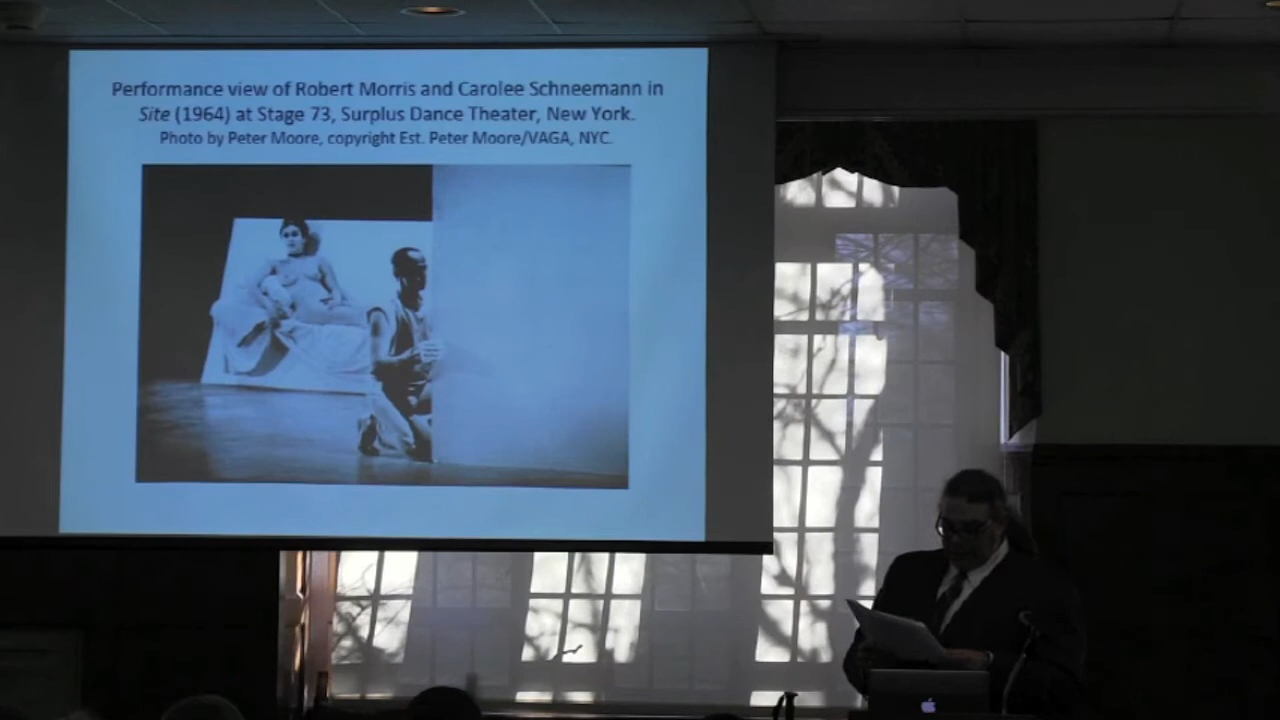 Performance view of Robert Morris and Carolee Schneemann in
Site (1964) at Stage 73, Surplus Dance Theater, New York.
Photo by Peter Moore, copyright Est. Peter Moore/VAGA, NYC.